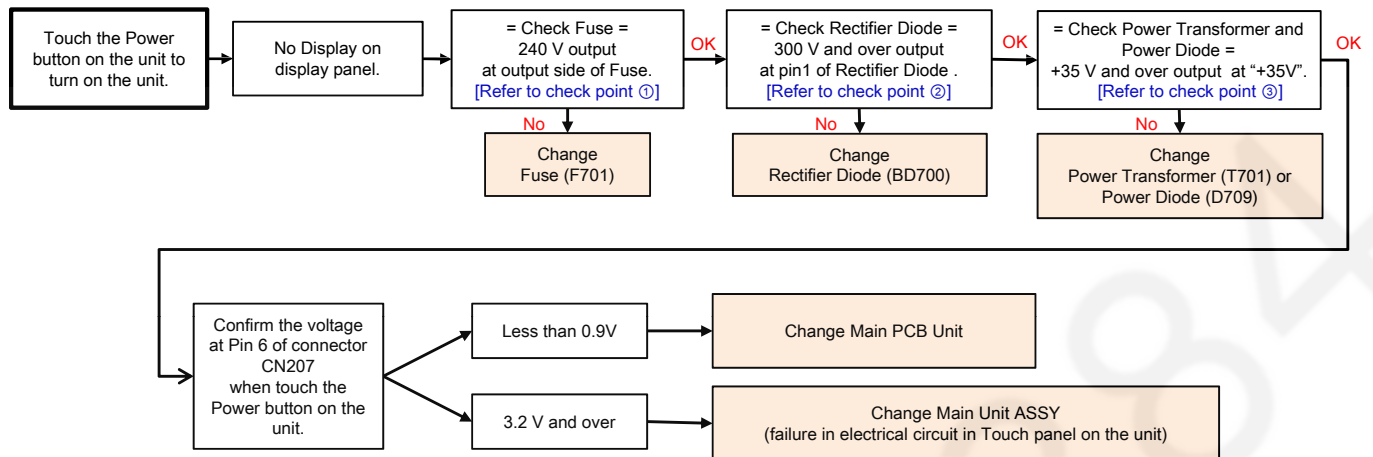 Touch the Power
button on the unit to
turn on the unit.
No Display on
display panel.
= Check Fuse =
240 V output
at output side of Fuse.
[Refer to check point ①]
OK
= Check Rectifier Diode =
300 V and over output
at pin1 of Rectifier Diode .
[Refer to check point ②]
OK
= Check Power Transformer and
Power Diode =
+35 V and over output at “+35V”.
[Refer to check point ③]
OK
No
Change
Fuse (F701)
No
Change
Rectifier Diode (BD700)
No
Change
Power Transformer (T701) or
Power Diode (D709)
Confirm the voltage
at Pin 6 of connector
CN207
when touch the
Power button on the
unit.
Less than 0.9V
Change Main PCB Unit
3.2 V and over
Change Main Unit ASSY
(failure in electrical circuit in Touch panel on the unit)